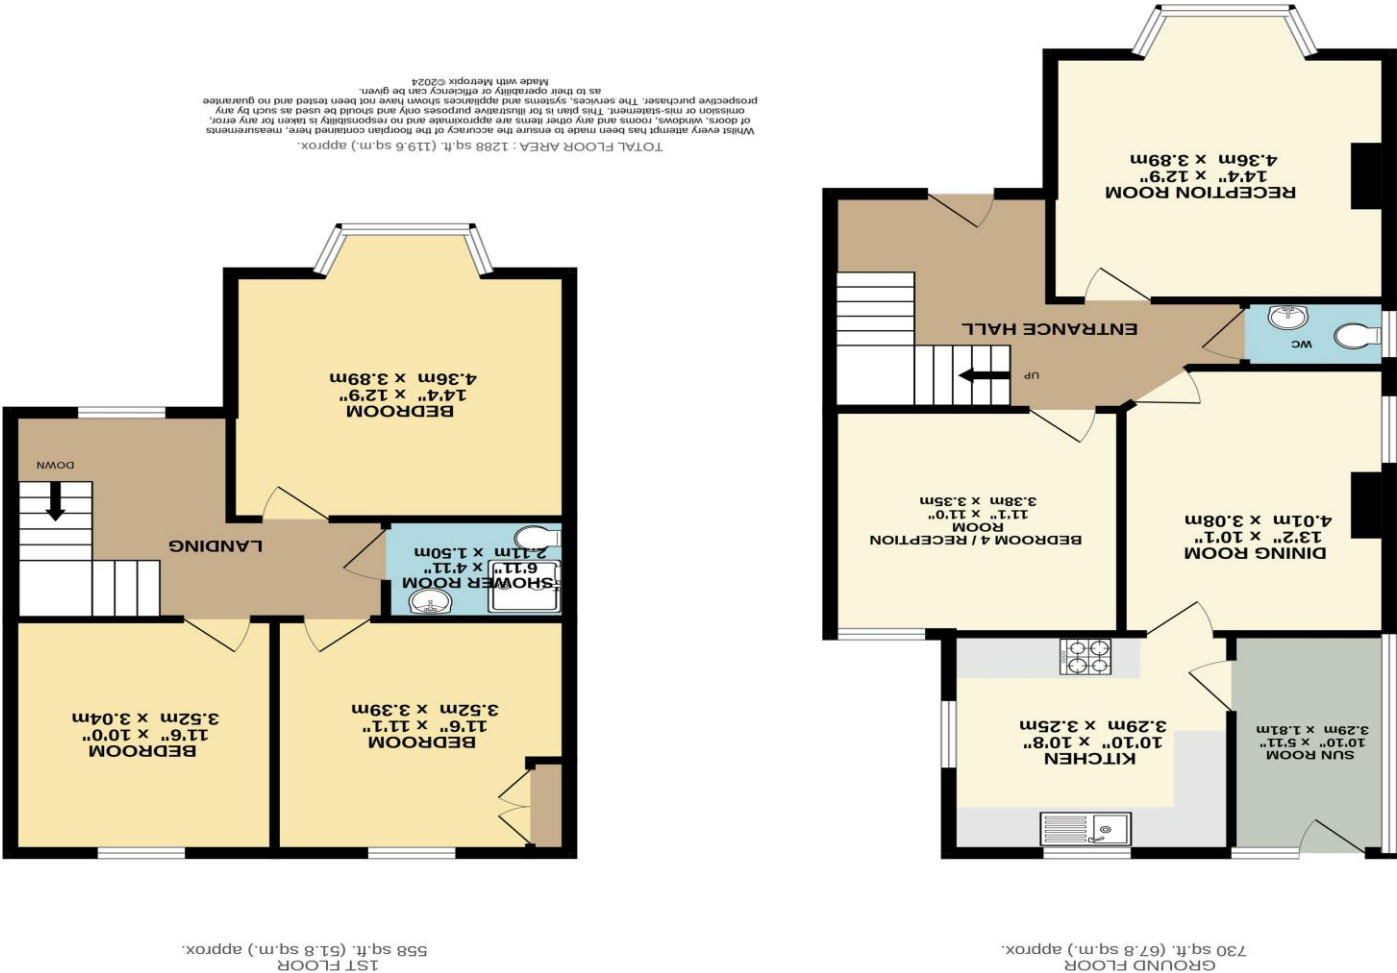 GROUND FLOOR
730 sq.ft. (67.8 sq.m.) approx.
1ST FLOOR
558 sq.ft. (51.8 sq.m.) approx.
SUN ROOM
10'10" x 5'11"
3.29m x 1.81m
KITCHEN
10'10" x 10'8"
3.29m x 3.25m
DINING ROOM
13'2" x 10'1"
4.01m x 3.08m
BEDROOM 4 / RECEPTION
ROOM
11'1" x 11'0"
3.38m x 3.35m
UP
WC
ENTRANCE HALL
RECEPTION ROOM
14'4" x 12'9"
4.36m x 3.89m
BEDROOM
11'6" x 11'1"
3.52m x 3.39m
BEDROOM
11'6" x 10'0"
3.52m x 3.04m
SHOWER ROOM
6'11" x 4'11"
2.11m x 1.50m
LANDING
DOWN
BEDROOM
14'4" x 12'9"
4.36m x 3.89m
TOTAL FLOOR AREA : 1288 sq.ft. (119.6 sq.m.) approx.
Whilst every attempt has been made to ensure the accuracy of the floorplan contained here, measurements
of doors, windows, rooms and any other items are approximate and no responsibility is taken for any error,
omission or mis-statement. This plan is for illustrative purposes only and should be used as such by any
prospective purchaser. The services, systems and appliances shown have not been tested and no guarantee
as to their operability or efficiency can be given.
Made with Metropix ©2024